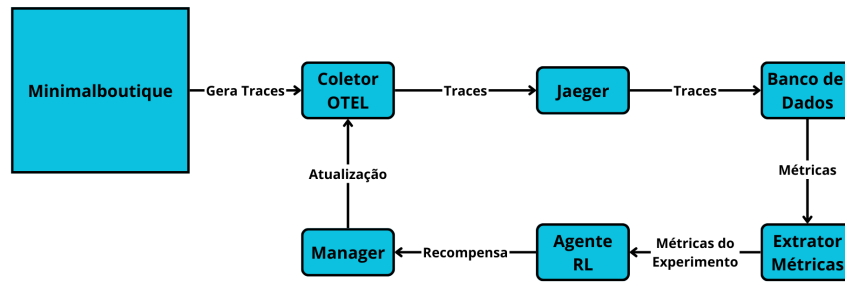 Minimalboutique
Gera Traces
Coletor
OTEL
Traces
Jaeger
Traces
Banco de
Dados
Métricas
Atualização
Manager
Recompensa
Agente
RL
Métricas do
Experimento
Extrator
Métricas